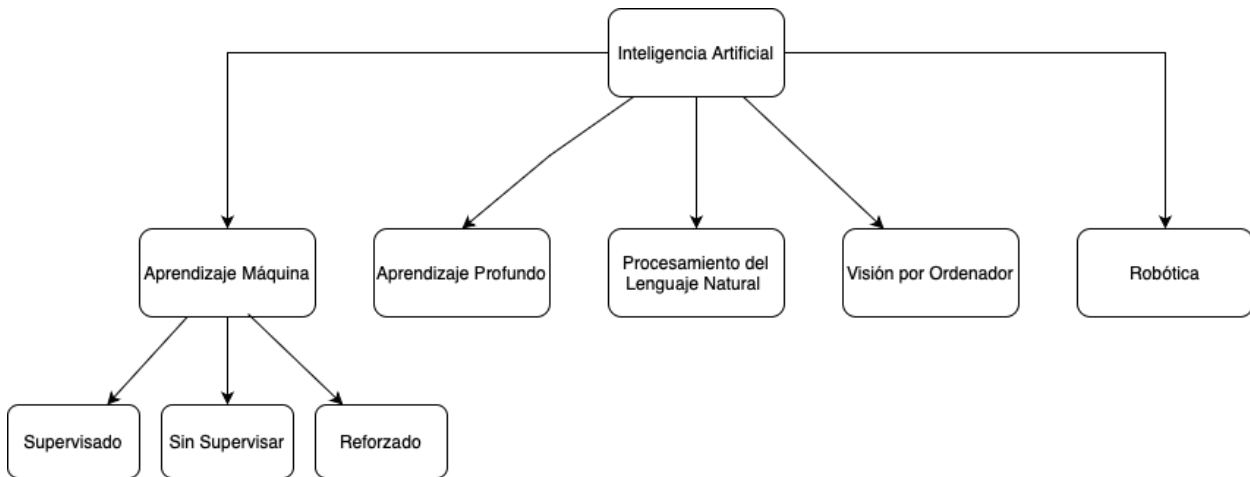 Inteligencia Artificial
Aprendizaje Máquina
Aprendizaje Profundo
Procesamiento del
Lenguaje Natural
Visión por Ordenador
Robótica
Supervisado
Sin Supervisar
Reforzado